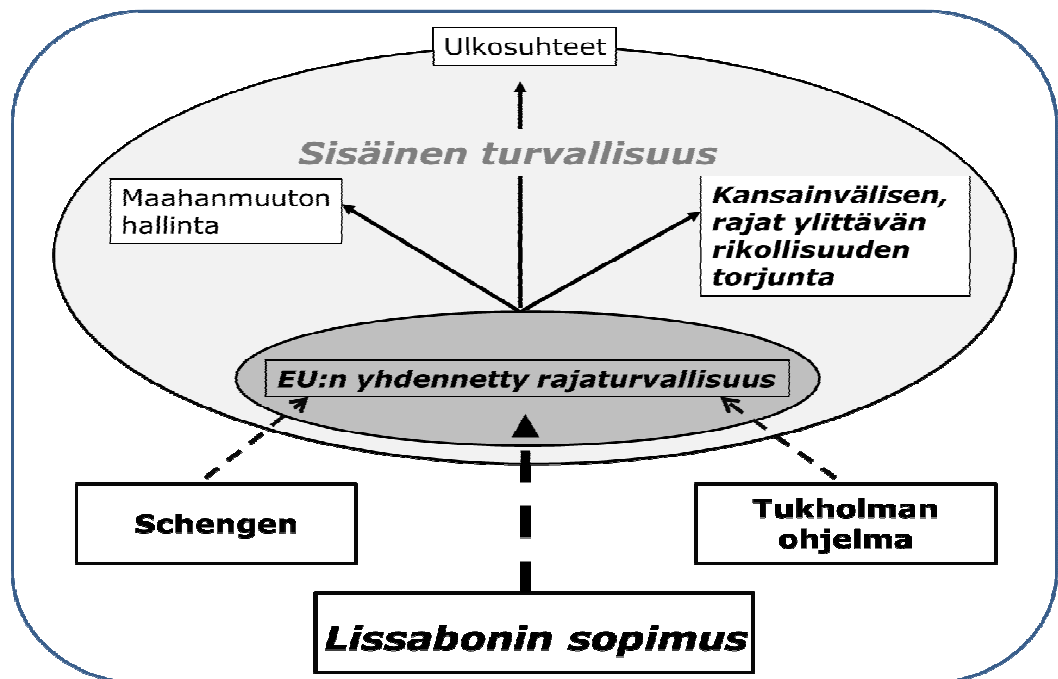 Ulkosuhteet
Sisäinen turvallisuus
Maahanmuuton
hallinta
Kansainvälisen,
rajat ylittävän
rikollisuuden
torjunta
EU:n yhdennetty rajaturvallisuus
Schengen
Tukholman
ohjelma
Lissabonin sopimus